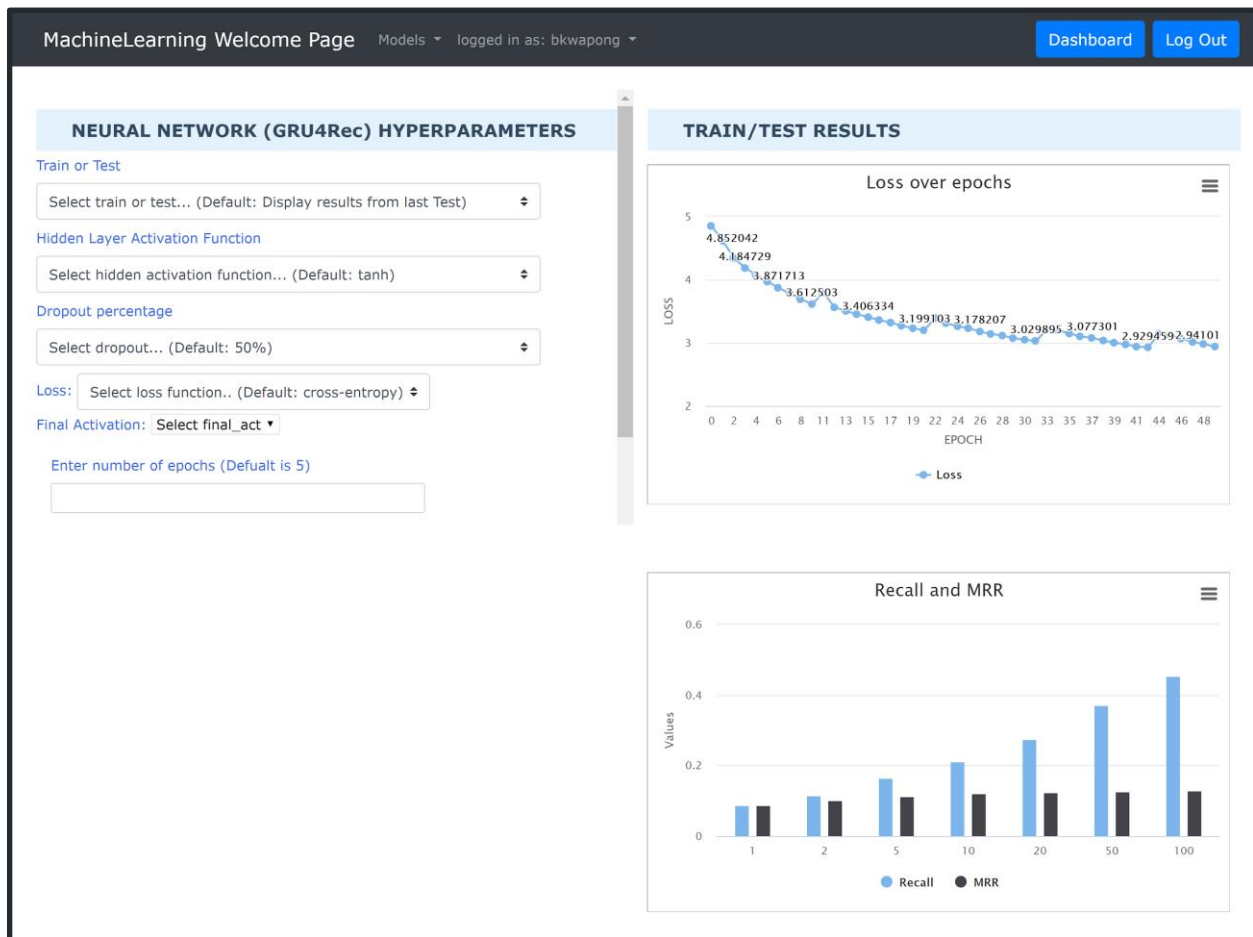 MachineLearning Welcome Page Models logged in as: bkwapong Dashboard Log Out
NEURAL NETWORK (GRU4Rec) HYPERPARAMETERS
Train or Test
Select train or test... (Default: Display results from last Test)
Hidden Layer Activation Function
Select hidden activation function... (Default: tanh)
Dropout percentage
Select dropout... (Default: 50%)
Loss: Select loss function.. (Default: cross-entropy)
Final Activation: Select final_act
Enter number of epochs (Defualt is 5)
TRAIN/TEST RESULTS
Loss over epochs
LOSS
5
4
3
2
4.852042
4.184729
3.871713
3.612503
3.406334
3.199103
3.178207
3.029895
3.077301
2.929459
2.94101
0 2 4 6 8 11 13 15 17 19 22 24 26 28 30 33 35 37 39 41 44 46 48
EPOCH
Loss
Recall and MRR
Values
0.6
0.4
0.2
0
1 2 5 10 20 50 100
Recall MRR